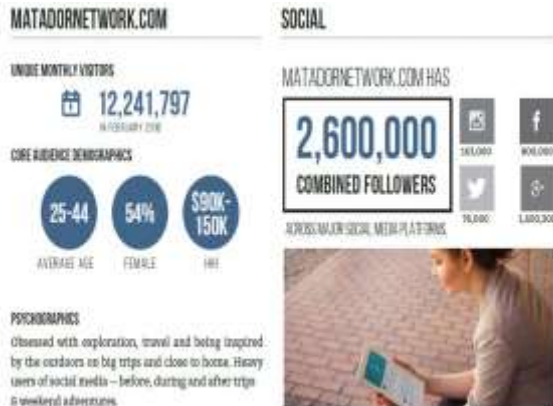 MATADORNETWORK.COM
UNIQUE MONTHLY VISITORS
12,241,797
IN FEBRUARY
CORE AUDIENCE DEMOGRAPHICS
25-44
AVERAGE AGE
54%
FEMALE
$90K-
150K
HHI
PSYCHOGRAPHICS
Obsessed with exploration, travel and being inspired
by the outdoors on big trips and close to home. Heavy
users of social media – before, during and after trips
& weekend adventures.
SOCIAL
MATADORNETWORK.COM HAS
2,600,000
COMBINED FOLLOWERS
ACROSS MAJOR SOCIAL MEDIA PLATFORMS
f
g+